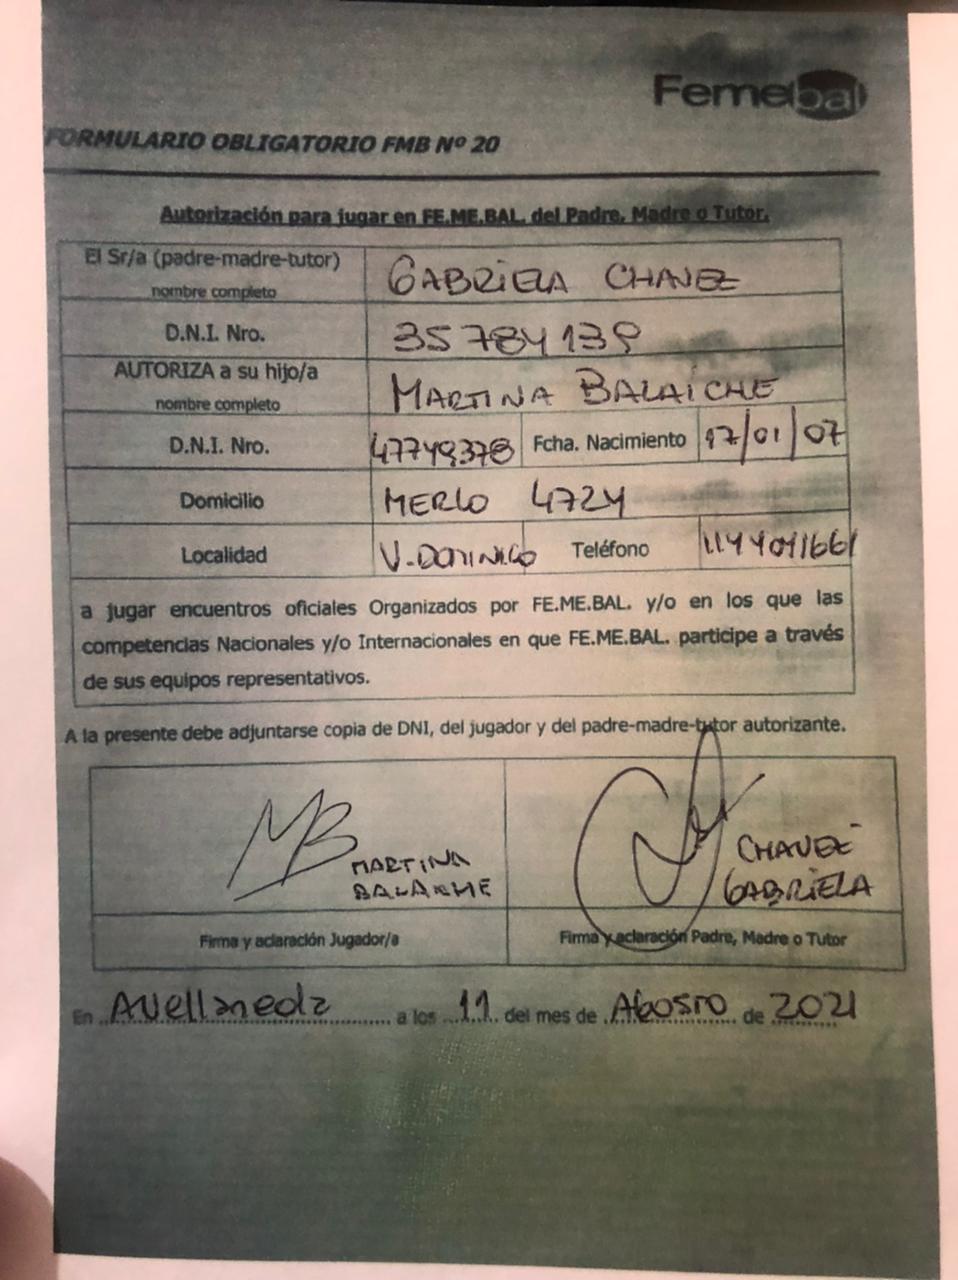 Femebal
FORMULARIO OBLIGATORIO FMB Nº 20
Autorización para jugar en FE.ME.BAL. del Padre, Madre o Tutor.
El Sr/a (padre-madre-tutor)
nombre completo
GABRIELA CHAVEZ
D.N.I. Nro.
35784139
AUTORIZA a su hijo/a
nombre completo
MARTINA BALAICHE
D.N.I. Nro.
47749378
Fcha. Nacimiento
17/01/07
Domicilio
MERLO 4724
Localidad
V. DOMINICO
Teléfono
a jugar encuentros oficiales Organizados por FE.ME.BAL. y/o en los que las
competencias Nacionales y/o Internacionales en que FE.ME.BAL. participe a través
de sus equipos representativos.
A la presente debe adjuntarse copia de DNI, del jugador y del padre-madre-tutor autorizante.
MB
MARTINA
BALAICHE
CHAVEZ
GABRIELA
Firma y aclaración Jugador/a
Firma y aclaración Padre, Madre o Tutor
En Avellaneda a los 11 del mes de AGOSTO de 2021